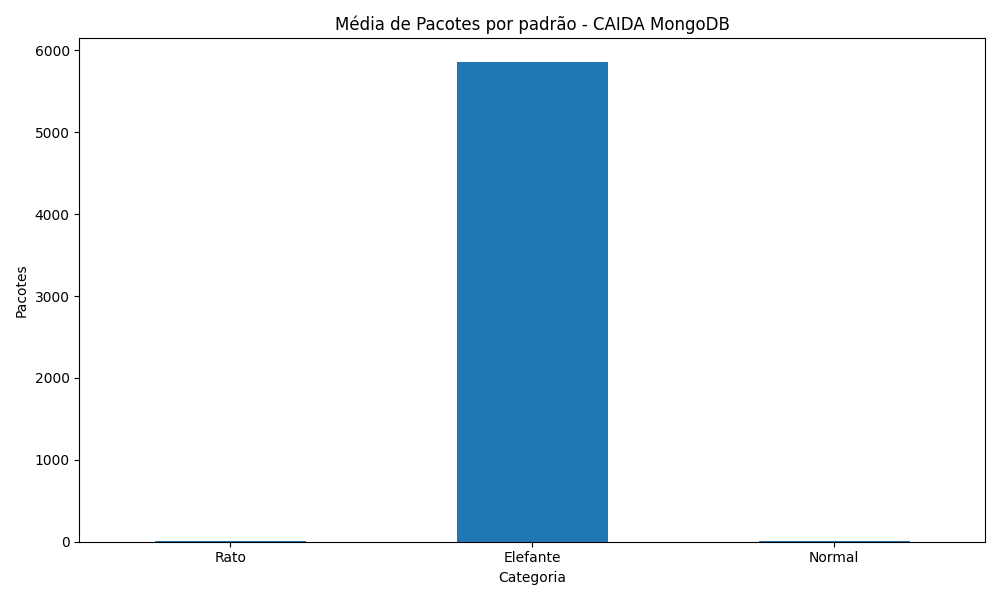 Média de Pacotes por padrão - CAIDA MongoDB
6000
5000
4000
3000
2000
1000
0
Pacotes
Rato
Elefante
Normal
Categoria